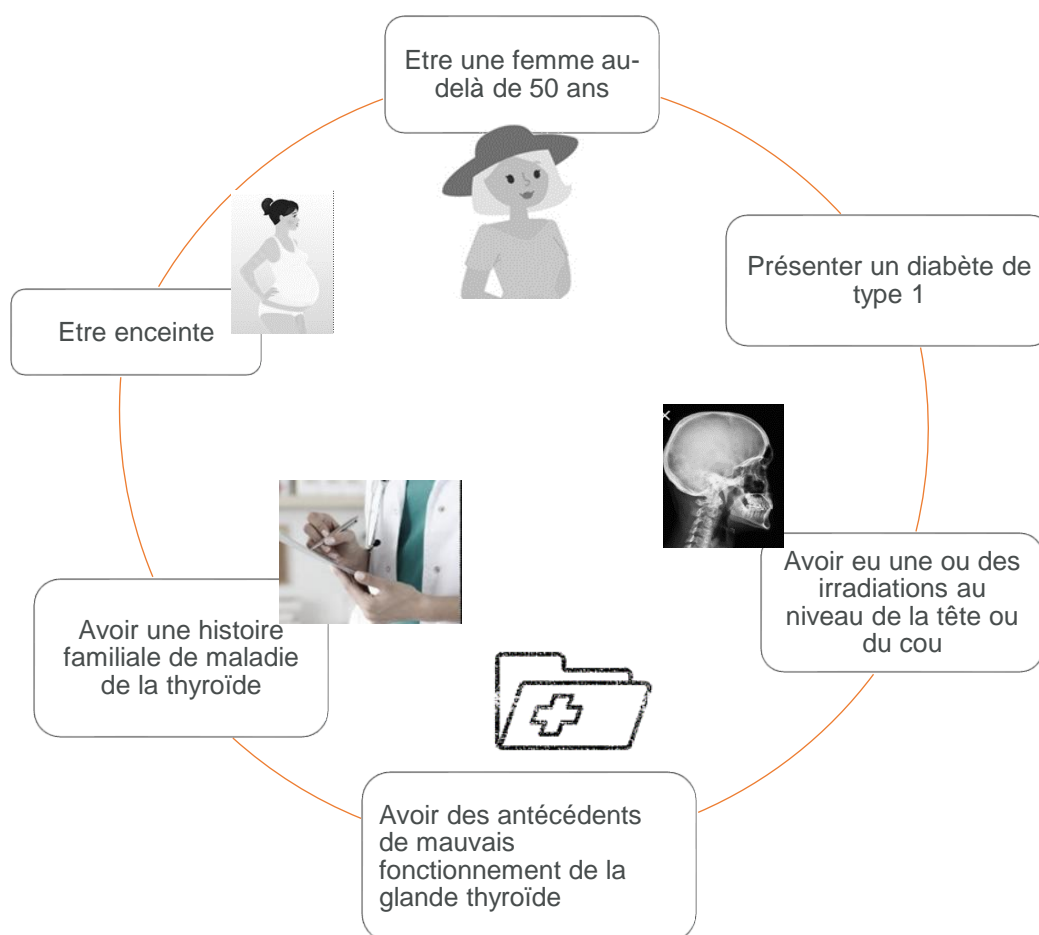 Etre une femme au-
delà de 50 ans
Présenter un diabète de
type 1
Avoir eu une ou des
irradiations au
niveau de la tête ou
du cou
Avoir des antécédents
de mauvais
fonctionnement de la
glande thyroïde
Avoir une histoire
familiale de maladie
de la thyroïde
Etre enceinte